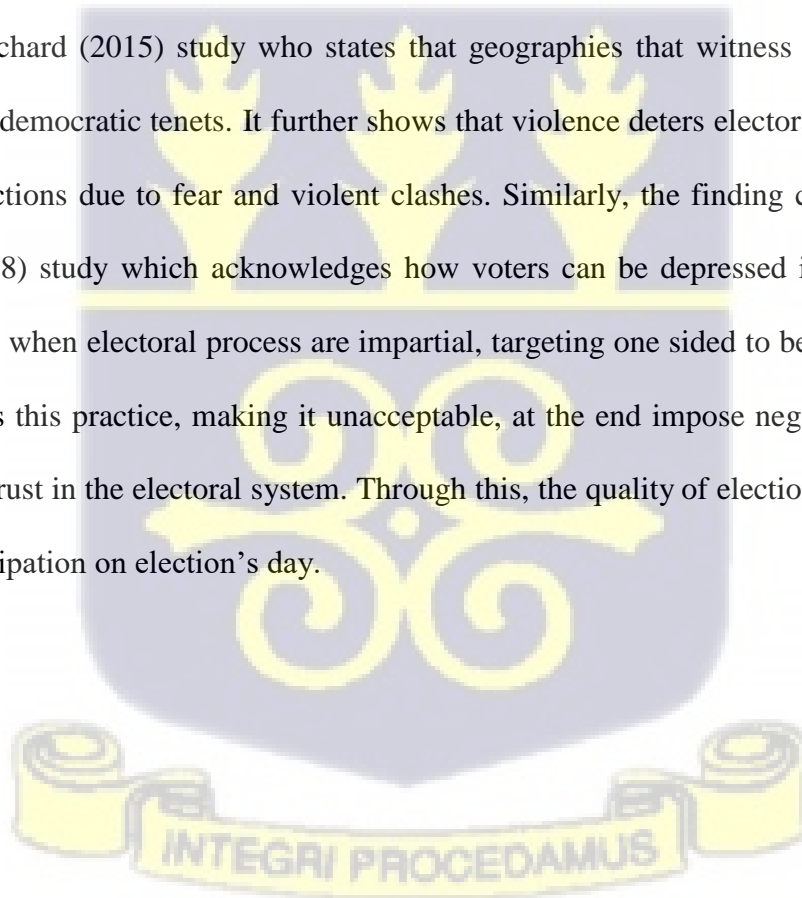 chard (2015) study who states that geographies that witness
democratic tenets. It further shows that violence deters elector
ctions due to fear and violent clashes. Similarly, the finding c
8) study which acknowledges how voters can be depressed i
when electoral process are impartial, targeting one sided to be
s this practice, making it unacceptable, at the end impose neg
rust in the electoral system. Through this, the quality of electio
ipation on election’s day.
INTEGRI PROCEDAMUS